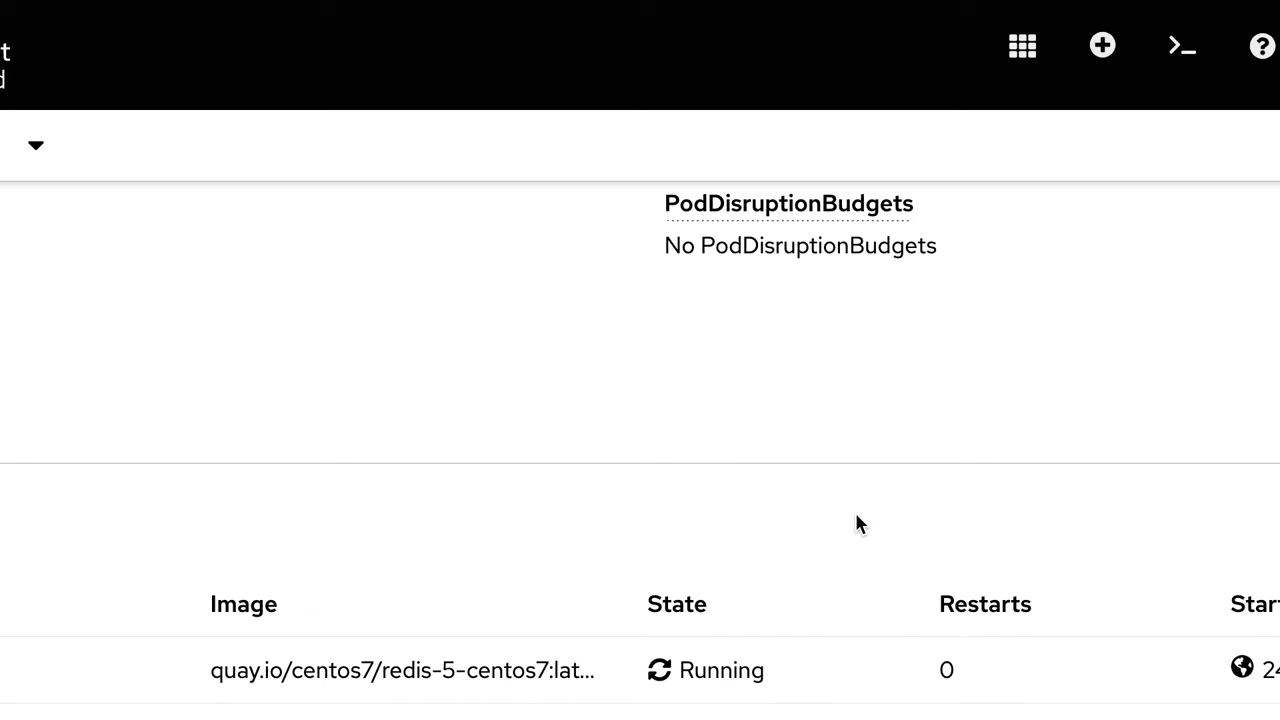 PodDisruptionBudgets
No PodDisruptionBudgets
Image State Restarts
quay.io/centos7/redis-5-centos7:lat... Running 0